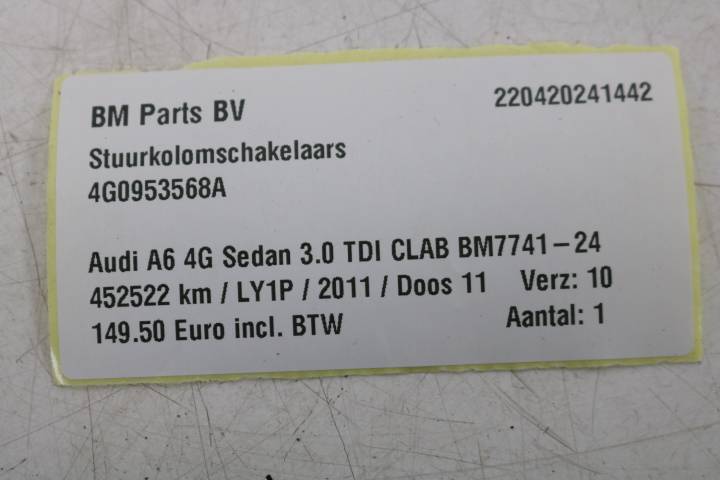 BM Parts BV 220420241442
Stuurkolomschakelaars
4G0953568A
Audi A6 4G Sedan 3.0 TDI CLAB BM7741-24
452522 km / LY1P / 2011 / Doos 11 Verz: 10
149.50 Euro incl. BTW Aantal: 1